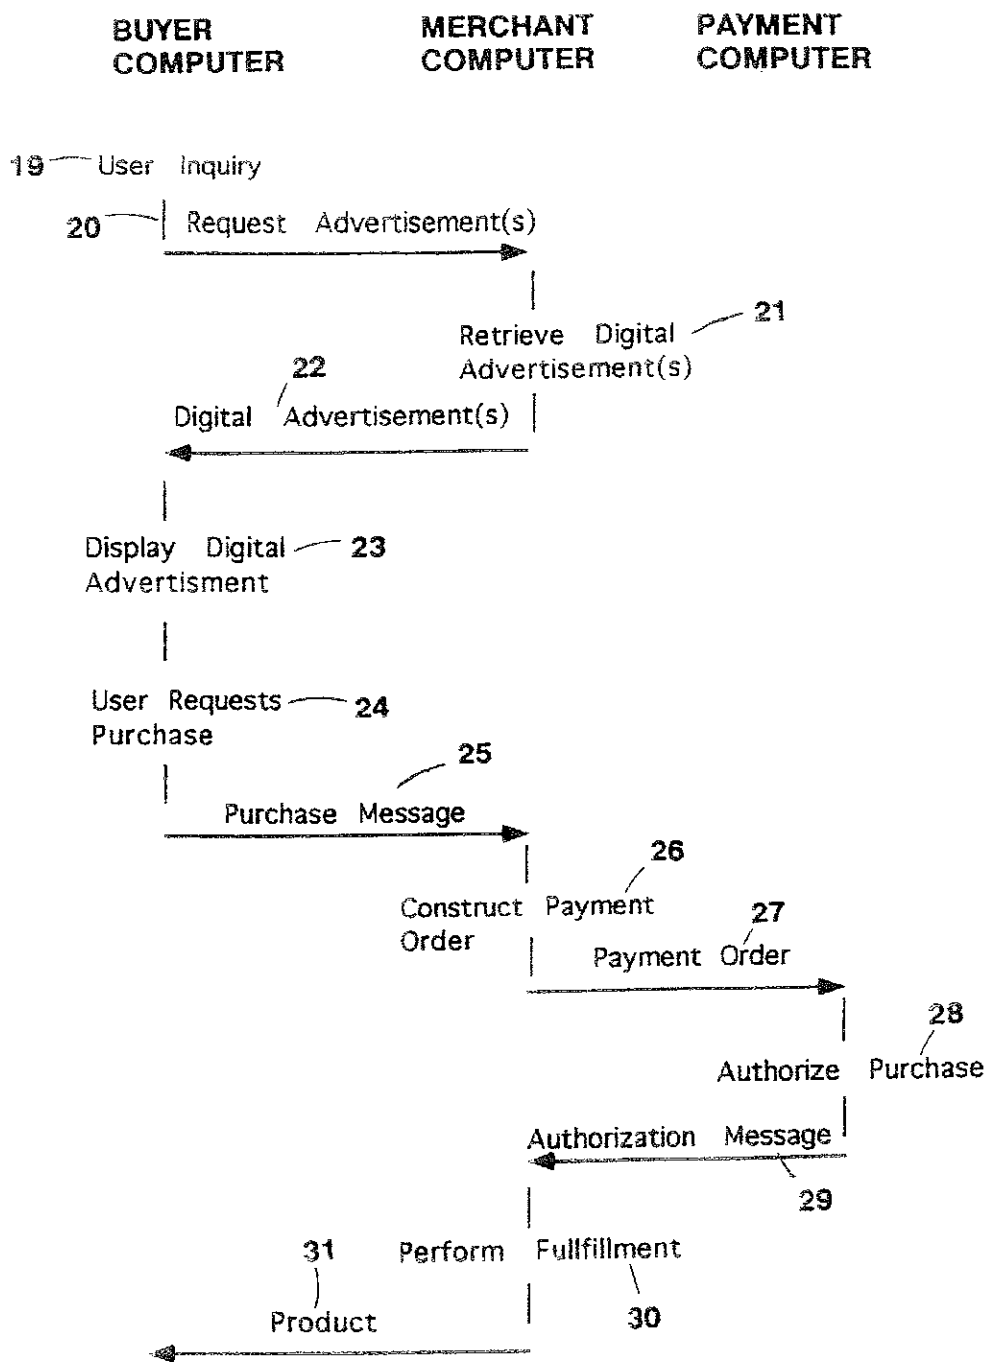 BUYER COMPUTER
MERCHANT COMPUTER
PAYMENT COMPUTER
19 User Inquiry
20 Request Advertisement(s)
21
Retrieve Digital
Advertisement(s)
22
Digital Advertisement(s)
Display Digital 23
Advertisment
User Requests 24
Purchase
25
Purchase Message
26
Construct Payment
Order
27
Payment Order
28
Authorize Purchase
Authorization Message
29
Perform Fullfillment
30
31
Product